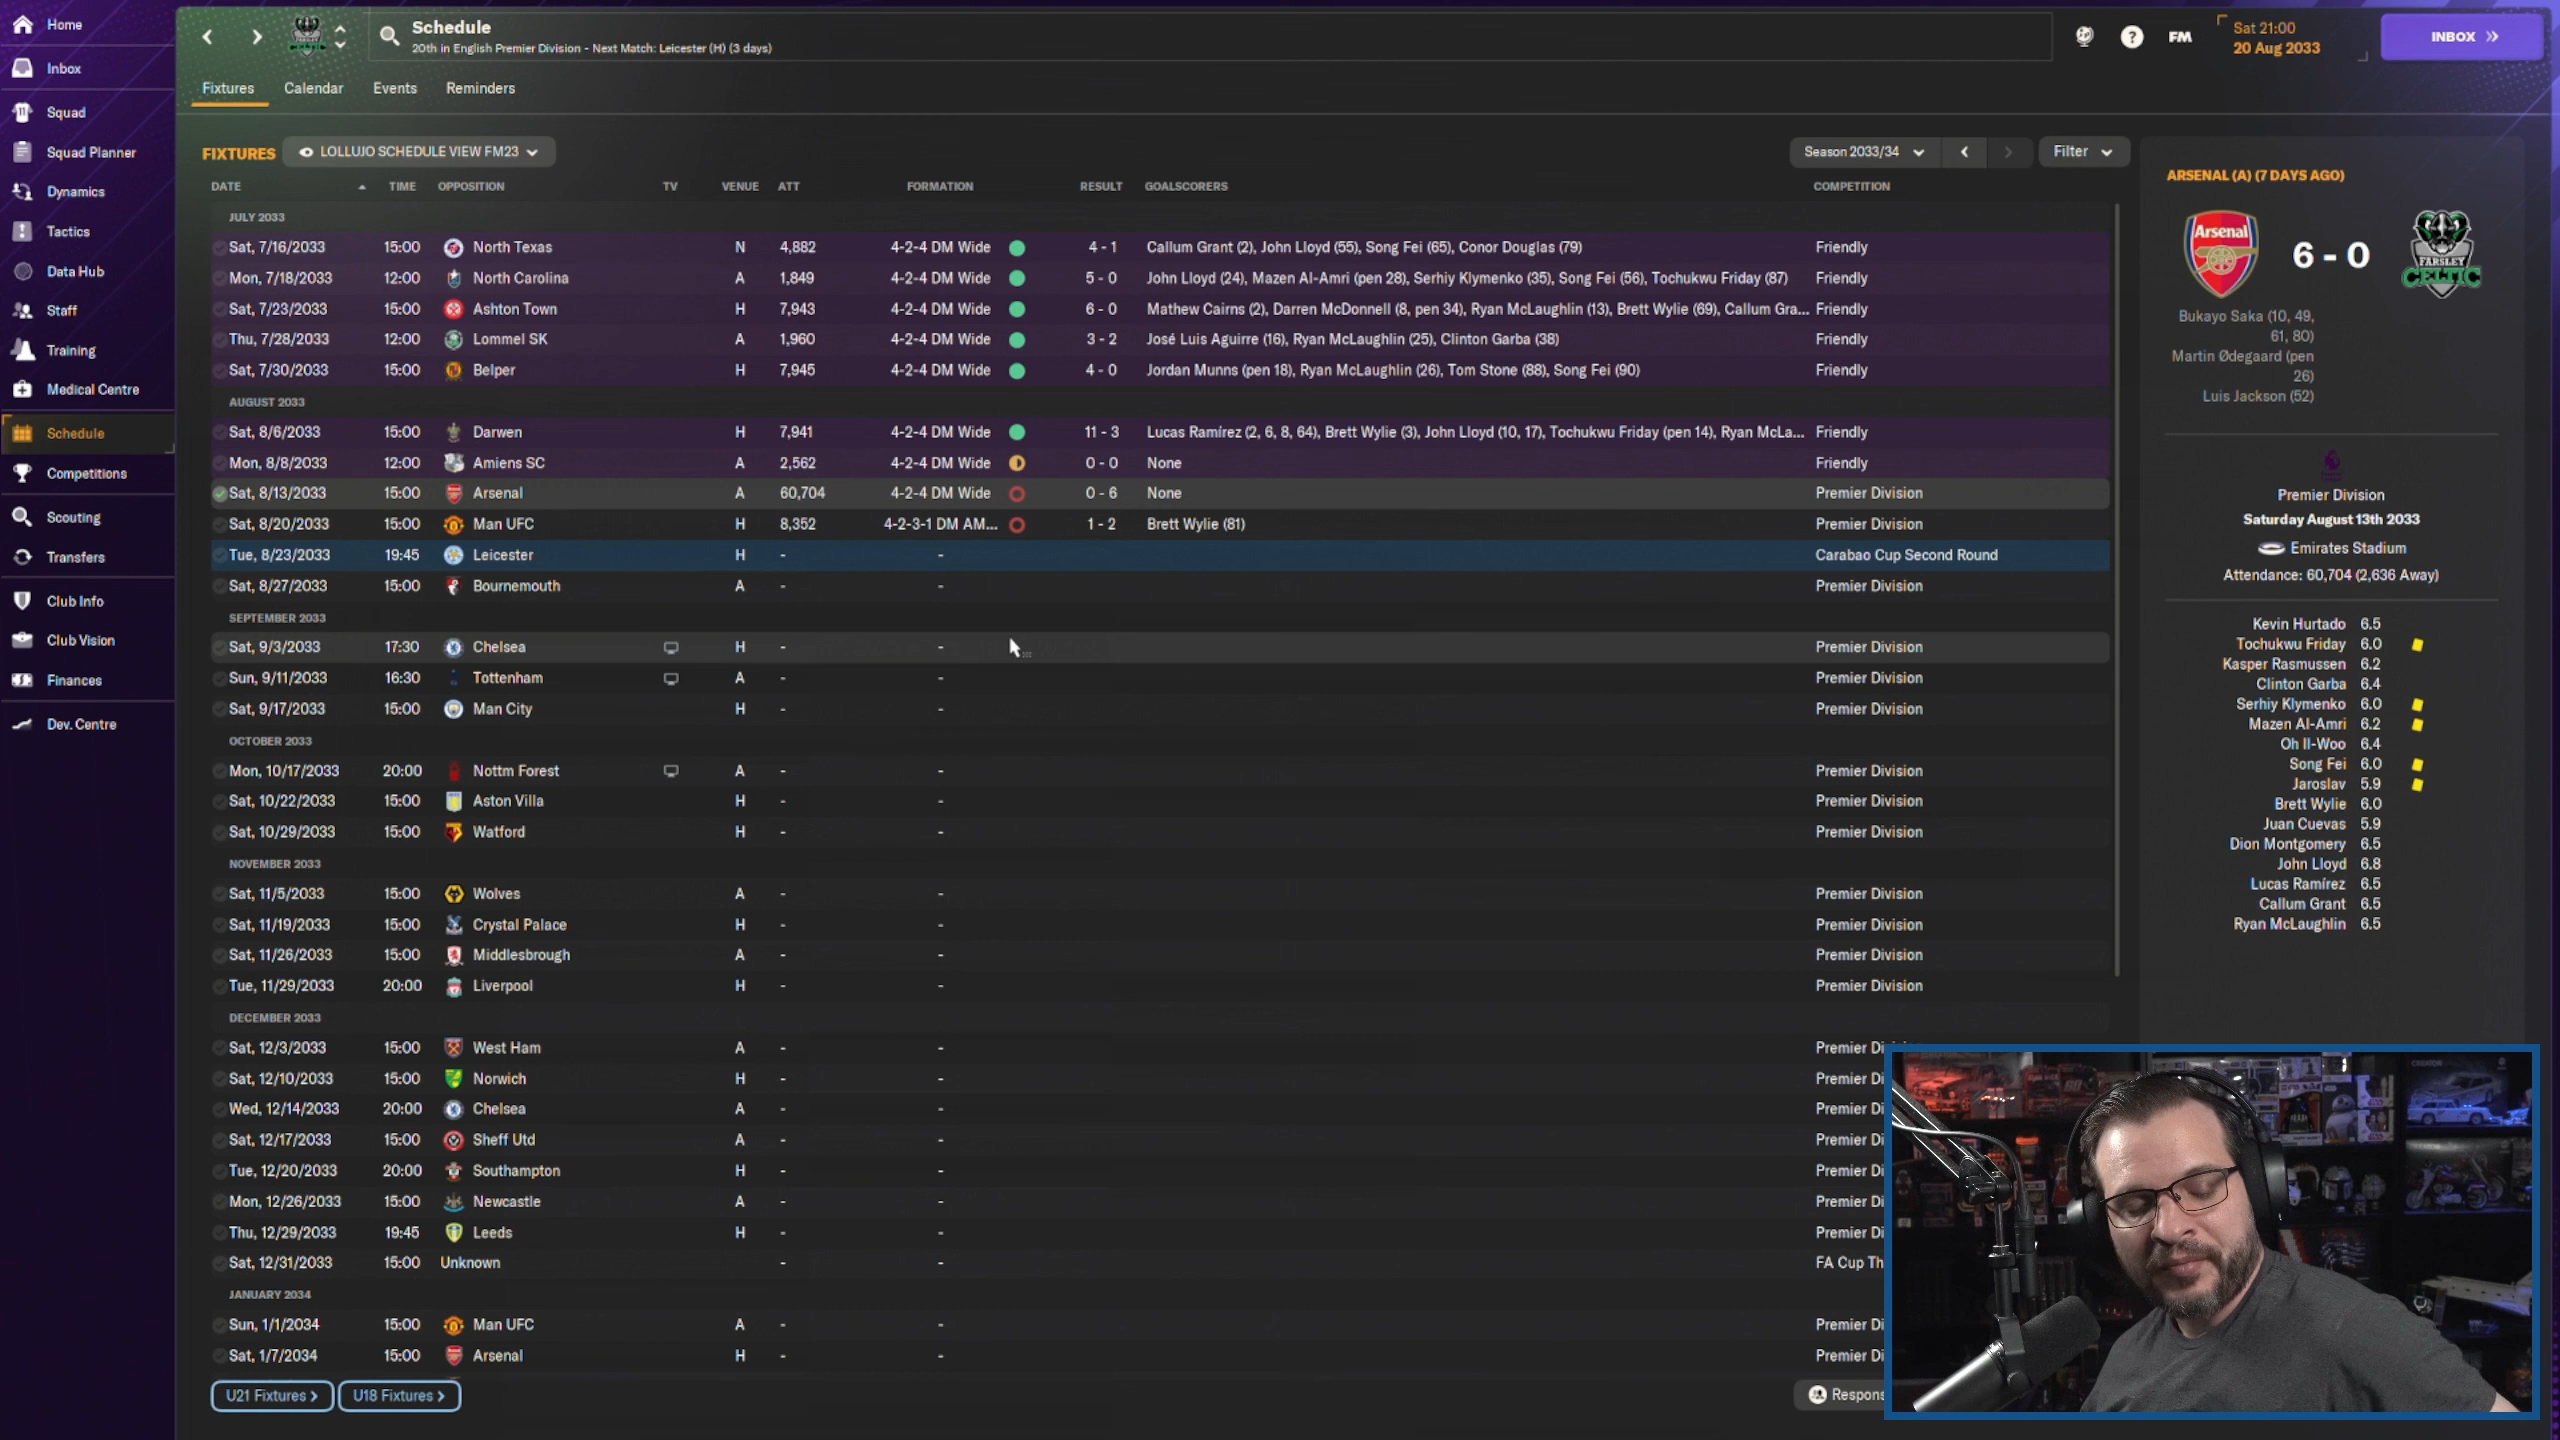 Home
Inbox
Squad
Squad Planner
Dynamics
Tactics
Data Hub
Staff
Training
Medical Centre
Schedule
Competitions
Scouting
Transfers
Club Info
Club Vision
Finances
Dev. Centre
Schedule
20th in English Premier Division - Next Match: Leicester (H) (3 days)
FM
Sat 21:00
20 Aug 2033
INBOX
Fixtures Calendar Events Reminders
FIXTURES LOLLUJO SCHEDULE VIEW FM23 Season 2033/34 Filter
DATE TIME OPPOSITION TV VENUE ATT FORMATION RESULT GOALSCORERS COMPETITION
JULY 2033
Sat, 7/16/2033 15:00 North Texas N 4,882 4-2-4 DM Wide 4 - 1 Callum Grant (2), John Lloyd (55), Song Fei (65), Conor Douglas (79) Friendly
Mon, 7/18/2033 12:00 North Carolina A 1,849 4-2-4 DM Wide 5 - 0 John Lloyd (24), Mazen Al-Amri (pen 28), Serhiy Klymenko (35), Song Fei (56), Tochukwu Friday (87) Friendly
Sat, 7/23/2033 15:00 Ashton Town H 7,943 4-2-4 DM Wide 6 - 0 Mathew Cairns (2), Darren McDonnell (8, pen 34), Ryan McLaughlin (13), Brett Wylie (69), Callum Gra... Friendly
Thu, 7/28/2033 12:00 Lommel SK A 1,960 4-2-4 DM Wide 3 - 2 José Luis Aguirre (16), Ryan McLaughlin (25), Clinton Garba (38) Friendly
Sat, 7/30/2033 15:00 Belper H 7,945 4-2-4 DM Wide 4 - 0 Jordan Munns (pen 18), Ryan McLaughlin (26), Tom Stone (88), Song Fei (90) Friendly
AUGUST 2033
Sat, 8/6/2033 15:00 Darwen H 7,941 4-2-4 DM Wide 11 - 3 Lucas Ramírez (2, 6, 8, 64), Brett Wylie (3), John Lloyd (10, 17), Tochukwu Friday (pen 14), Ryan McLa... Friendly
Mon, 8/8/2033 12:00 Amiens SC A 2,562 4-2-4 DM Wide 0 - 0 None Friendly
Sat, 8/13/2033 15:00 Arsenal A 60,704 4-2-4 DM Wide 0 - 6 None Premier Division
Sat, 8/20/2033 15:00 Man UFC H 8,352 4-2-3-1 DM AM... 1 - 2 Brett Wylie (81) Premier Division
Tue, 8/23/2033 19:45 Leicester H - - Carabao Cup Second Round
Sat, 8/27/2033 15:00 Bournemouth A - - Premier Division
SEPTEMBER 2033
Sat, 9/3/2033 17:30 Chelsea H - - Premier Division
Sun, 9/11/2033 16:30 Tottenham A - - Premier Division
Sat, 9/17/2033 15:00 Man City H - - Premier Division
OCTOBER 2033
Mon, 10/17/2033 20:00 Nottm Forest A - - Premier Division
Sat, 10/22/2033 15:00 Aston Villa H - - Premier Division
Sat, 10/29/2033 15:00 Watford H - - Premier Division
NOVEMBER 2033
Sat, 11/5/2033 15:00 Wolves A - - Premier Division
Sat, 11/19/2033 15:00 Crystal Palace H - - Premier Division
Sat, 11/26/2033 15:00 Middlesbrough A - - Premier Division
Tue, 11/29/2033 20:00 Liverpool H - - Premier Division
DECEMBER 2033
Sat, 12/3/2033 15:00 West Ham A - - Premier Di
Sat, 12/10/2033 15:00 Norwich H - - Premier Di
Wed, 12/14/2033 20:00 Chelsea A - - Premier Di
Sat, 12/17/2033 15:00 Sheff Utd A - - Premier Di
Tue, 12/20/2033 20:00 Southampton H - - Premier Di
Mon, 12/26/2033 15:00 Newcastle A - - Premier Di
Thu, 12/29/2033 19:45 Leeds H - - Premier Di
Sat, 12/31/2033 15:00 Unknown - - FA Cup Th
JANUARY 2034
Sun, 1/1/2034 15:00 Man UFC A - - Premier Di
Sat, 1/7/2034 15:00 Arsenal H - - Premier Di
U21 Fixtures > U18 Fixtures > Respons
ARSENAL (A) (7 DAYS AGO)
Arsenal 6 - 0 FARSLEY CELTIC
Bukayo Saka (10, 49,
61, 80)
Martin Ødegaard (pen
26)
Luis Jackson (52)
Premier Division
Saturday August 13th 2033
Emirates Stadium
Attendance: 60,704 (2,636 Away)
Kevin Hurtado 6.5
Tochukwu Friday 6.0
Kasper Rasmussen 6.2
Clinton Garba 6.4
Serhiy Klymenko 6.0
Mazen Al-Amri 6.2
Oh Il-Woo 6.4
Song Fei 6.0
Jaroslav 5.9
Brett Wylie 6.0
Juan Cuevas 5.9
Dion Montgomery 6.5
John Lloyd 6.8
Lucas Ramírez 6.5
Callum Grant 6.5
Ryan McLaughlin 6.5